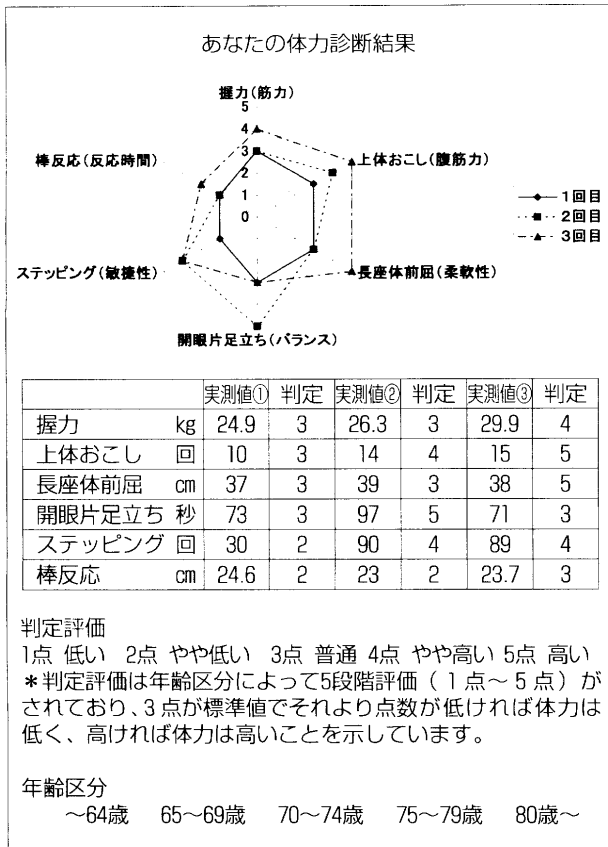 あなたの体力診断結果
握力(筋力)
5
4
3
2
1
0
棒反応(反応時間)
上体おこし(腹筋力)
1回目
2回目
3回目
ステッピング(敏捷性)
長座体前屈(柔軟性)
開眼片足立ち(バランス)
実測値① 判定 実測値② 判定 実測値③ 判定
握力 kg 24.9 3 26.3 3 29.9 4
上体おこし 回 10 3 14 4 15 5
長座体前屈 cm 37 3 39 3 38 5
開眼片足立ち 秒 73 3 97 5 71 3
ステッピング 回 30 2 90 4 89 4
棒反応 cm 24.6 2 23 2 23.7 3
判定評価
1点 低い 2点 やや低い 3点 普通 4点 やや高い 5点 高い
*判定評価は年齢区分によって5段階評価(1点~5点)が
されており、3点が標準値でそれより点数が低ければ体力は
低く、高ければ体力は高いことを示しています。
年齢区分
~64歳 65~69歳 70~74歳 75~79歳 80歳~